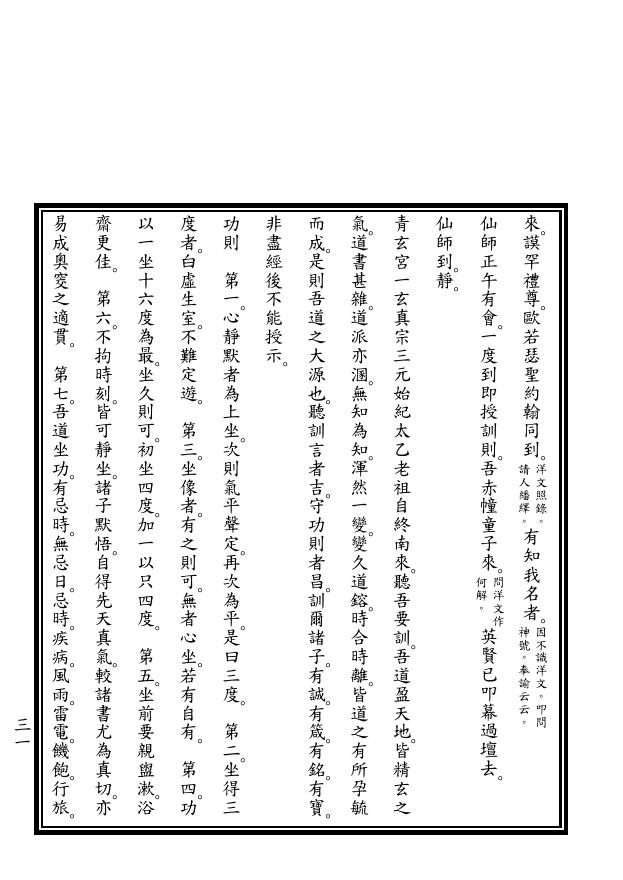 來。謨罕禮尊。歐若瑟聖約翰同到。洋文照錄。請人繙繹。有知我名者。因不識洋文。叩問神號。奉諭云云。
仙師正午有會。一度到即授訓則。吾赤幢童子來。問洋文作何解。英賢已叩幕過壇去。
仙師到。靜。
青玄宮一玄真宗三元始紀太乙老祖自終南來。聽吾要訓。吾道盈天地。皆精玄之
氣。道書甚雜。道派亦溷。無知為知。渾然一變。變久道鎔。時合時離。皆道之有所孕毓
而成。是則吾道之大源也。聽訓言者吉。守功則者昌。訓爾諸子。有誠。有箴。有銘。有寶。
非盡經後不能授示。
功則　第一。心靜默者為上坐。次則氣平聲定。再次為平。是曰三度。　第二。坐得三
度者。白虛生室。不難定遊。　第三。坐像者。有之則可。無者心坐。若有自有。　第四。功
以一坐十六度為最。坐久則可。初坐四度。加一以只四度。　第五。坐前要親盥漱。浴
齋更佳。　第六。不拘時刻。皆可靜坐。諸子默悟。自得先天真氣。較諸書尤為真切。亦
易成奧窔之適貫。　第七。吾道坐功。有忌時。無忌日。忌時。疾病。風雨。雷電。饑飽。行旅。
三一